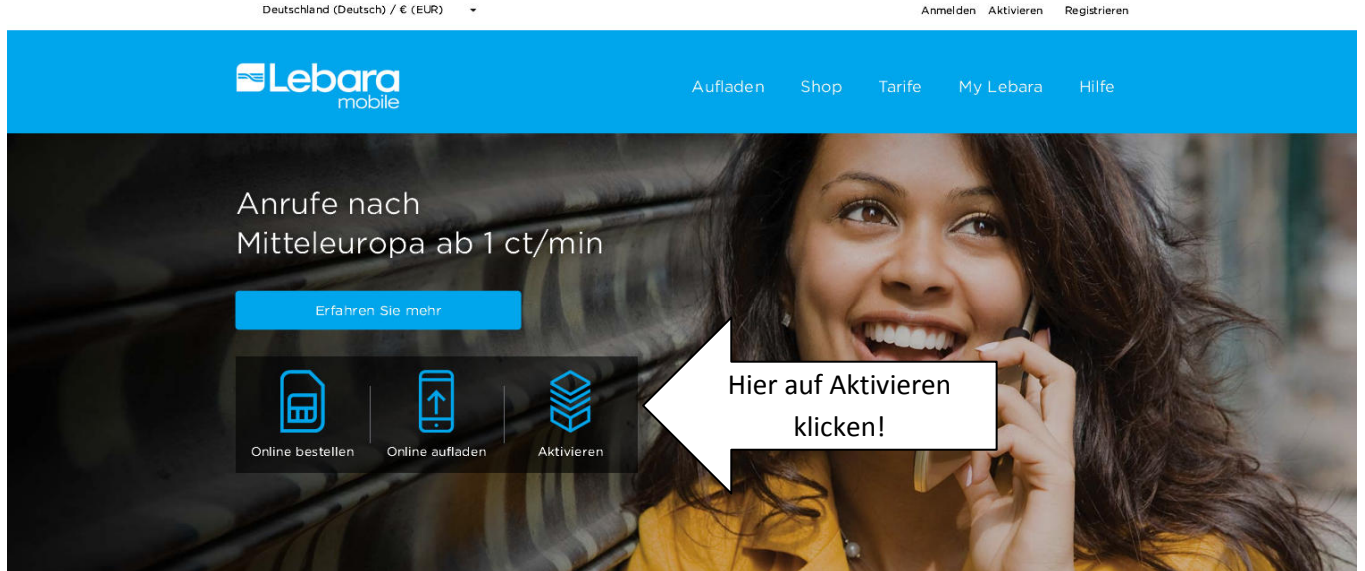 Deutschland (Deutsch) / € (EUR)
Anmelden Aktivieren Registrieren
Lebara
mobile
Aufladen Shop Tarife My Lebara Hilfe
Anrufe nach
Mitteleuropa ab 1 ct/min
Erfahren Sie mehr
Hier auf Aktivieren
klicken!
Online bestellen Online aufladen Aktivieren